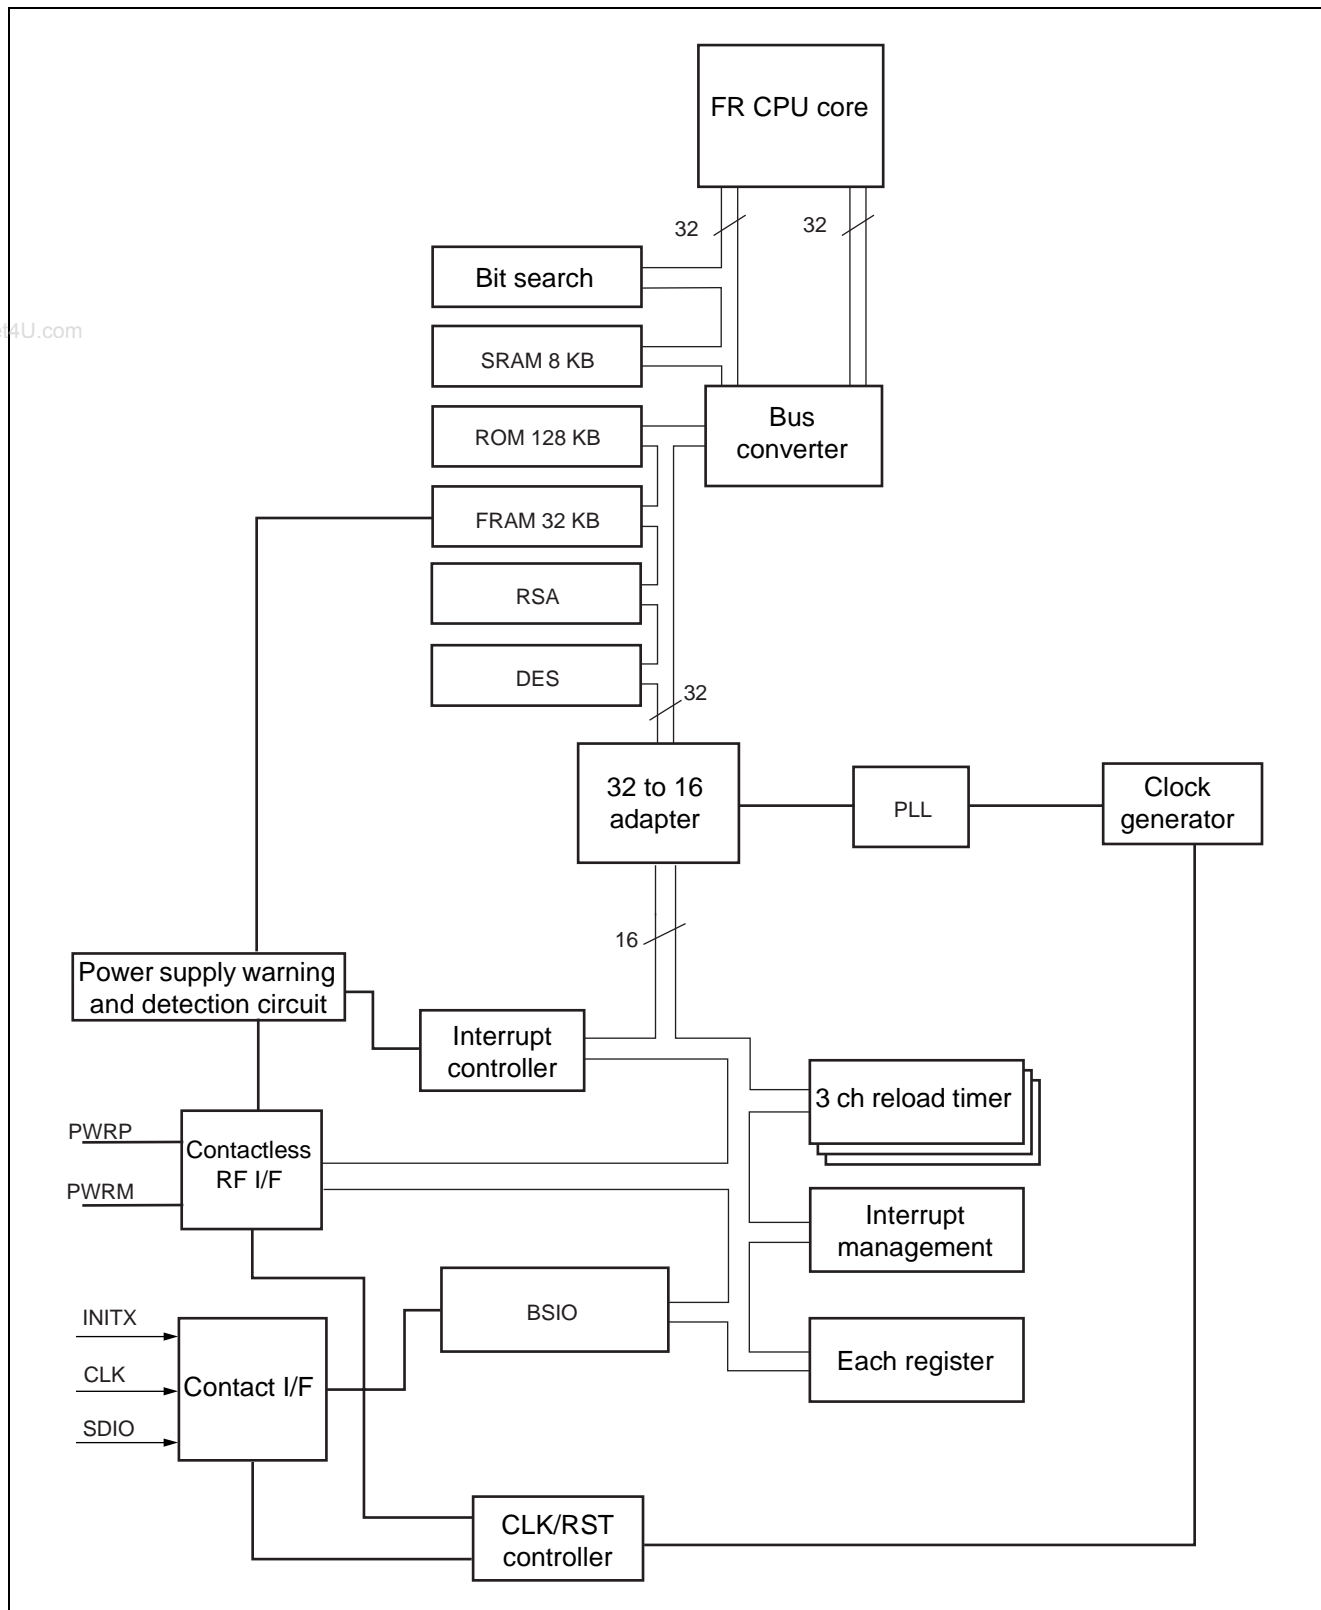 FR CPU core
32
32
Bit search
et4U.com
SRAM 8 KB
Bus
converter
ROM 128 KB
FRAM 32 KB
RSA
DES
32
32 to 16
adapter
PLL
Clock
generator
16
Power supply warning
and detection circuit
Interrupt
controller
3 ch reload timer
PWRP
Contactless
RF I/F
PWRM
Interrupt
management
INITX
BSIO
CLK
Contact I/F
Each register
SDIO
CLK/RST
controller